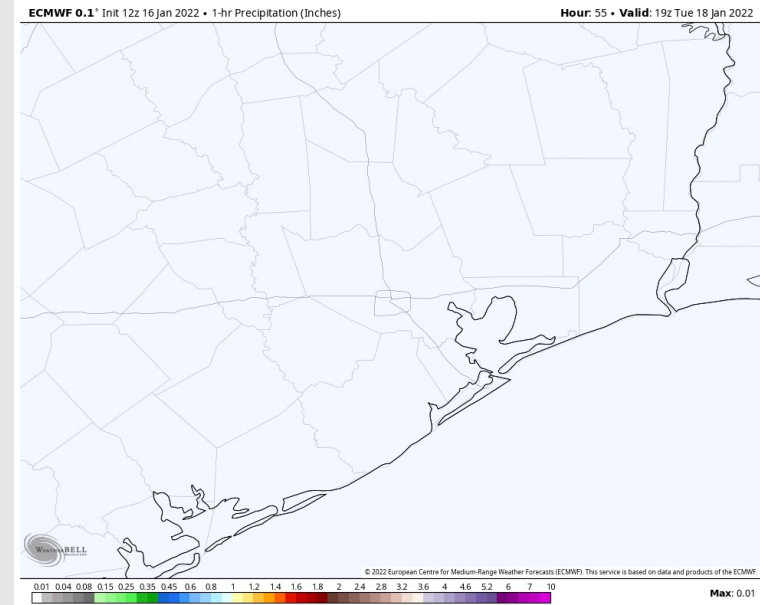 ECMWF 0.1° Init 12z 16 Jan 2022 • 1-hr Precipitation (Inches)
Hour: 55 • Valid: 19z Tue 18 Jan 2022
WEATHERBELL
© 2022 European Centre for Medium-Range Weather Forecasts (ECMWF). This service is based on data and products of the ECMWF.
0.01 0.04 0.08 0.15 0.25 0.35 0.45 0.6 0.8 1 1.2 1.4 1.6 1.8 2 2.4 2.8 3.2 3.6 4 4.6 5.2 6 7 10
Max: 0.01